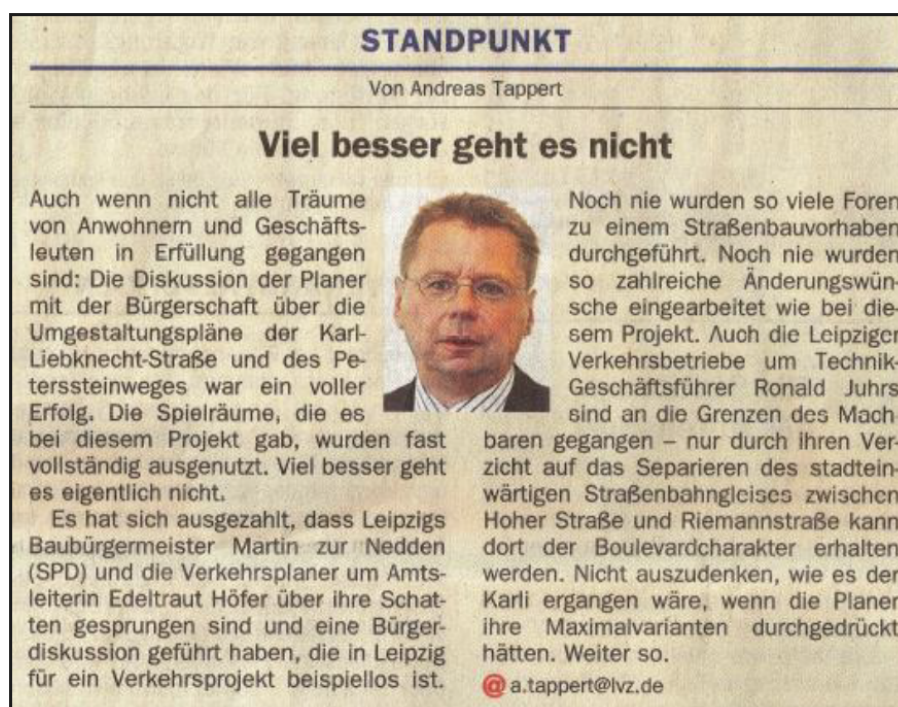 STANDPUNKT
Von Andreas Tappert
Viel besser geht es nicht
Auch wenn nicht alle Träume
von Anwohnern und Geschäfts-
leuten in Erfüllung gegangen
sind: Die Diskussion der Planer
mit der Bürgerschaft über die
Umgestaltungspläne der Karl-
Liebknecht-Straße und des Pe-
terssteinweges war ein voller
Erfolg. Die Spielräume, die es
bei diesem Projekt gab, wurden fast
vollständig ausgenutzt. Viel besser geht
es eigentlich nicht.
Es hat sich ausgezahlt, dass Leipzigs
Baubürgermeister Martin zur Nedden
(SPD) und die Verkehrsplaner um Amts-
leiterin Edeltraut Höfer über ihre Schat-
ten gesprungen sind und eine Bürger-
diskussion geführt haben, die in Leipzig
für ein Verkehrsprojekt beispiellos ist.
Noch nie wurden so viele Foren
zu einem Straßenbauvorhaben
durchgeführt. Noch nie wurden
so zahlreiche Änderungswün-
sche eingearbeitet wie bei die-
sem Projekt. Auch die Leipziger
Verkehrsbetriebe um Technik-
Geschäftsführer Ronald Juhrs
sind an die Grenzen des Mach-
baren gegangen – nur durch ihren Ver-
zicht auf das Separieren des stadtein-
wärtigen Straßenbahngleises zwischen
Hoher Straße und Riemannstraße kann
dort der Boulevardcharakter erhalten
werden. Nicht auszudenken, wie es der
Karli ergangen wäre, wenn die Planer
ihre Maximalvarianten durchgedrückt
hätten. Weiter so.
@ a.tappert@lvz.de